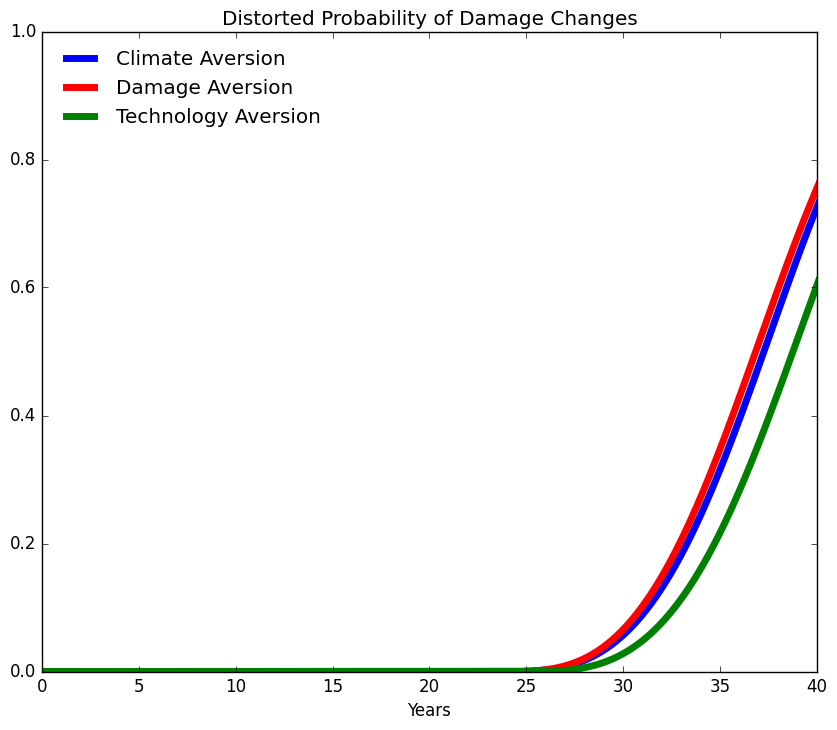 Distorted Probability of Damage Changes
1.0
Climate Aversion
Damage Aversion
Technology Aversion
0.8
0.6
0.4
0.2
0.0
0 5 10 15 20 25 30 35 40
Years